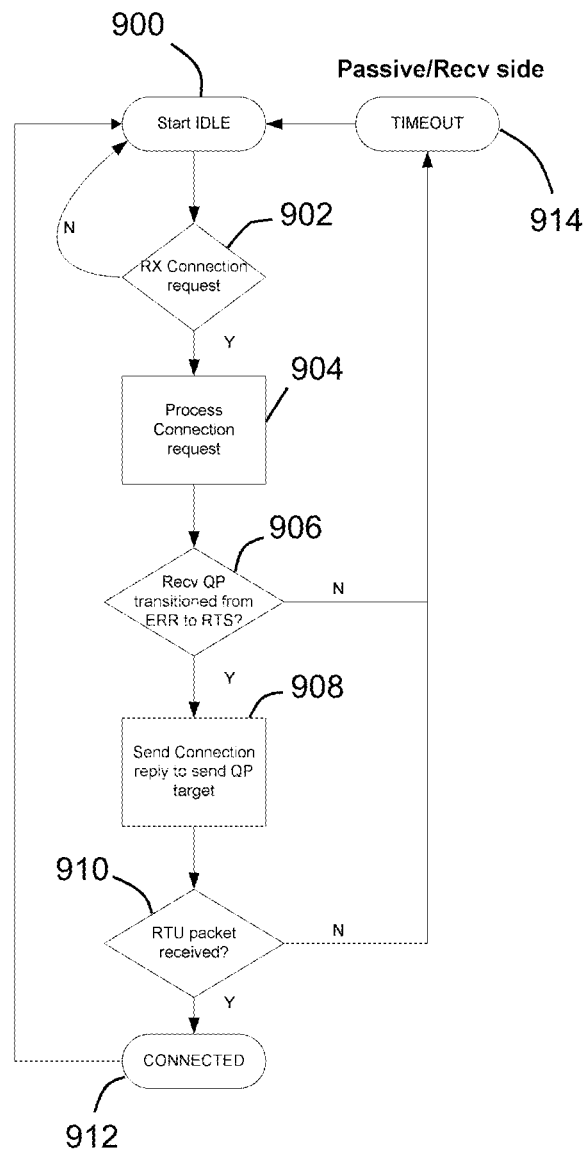 900
Passive/Recv side
Start IDLE
TIMEOUT
914
N
902
RX Connection
request
Y
904
Process
Connection
request
906
Recv QP
transitioned from
ERR to RTS?
N
Y
908
Send Connection
reply to send QP
target
910
RTU packet
received?
N
Y
CONNECTED
912